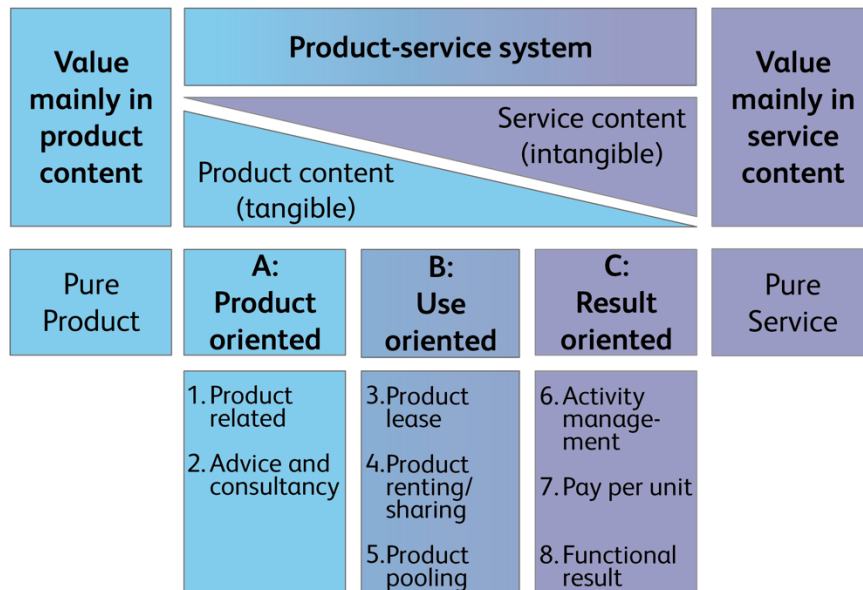 Value
mainly in
product
content
Product-service system
Service content
(intangible)
Product content
(tangible)
Value
mainly in
service
content
Pure
Product
A:
Product
oriented
B:
Use
oriented
C:
Result
oriented
Pure
Service
1. Product
related
2. Advice and
consultancy
3. Product
lease
4. Product
renting/
sharing
5. Product
pooling
6. Activity
manage-
ment
7. Pay per unit
8. Functional
result